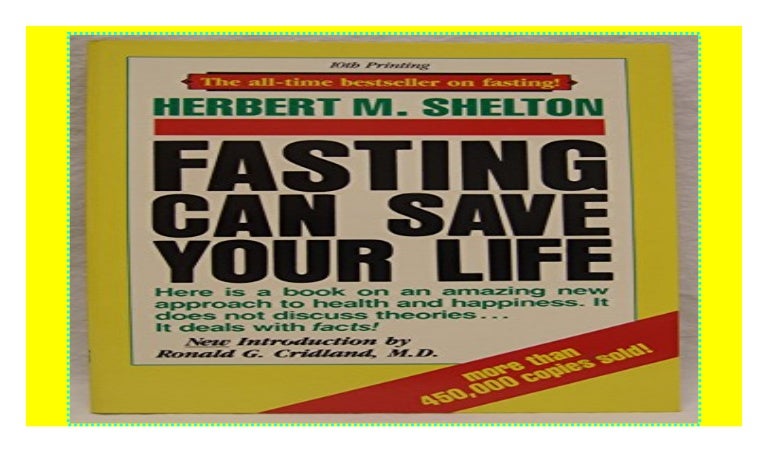 10th Printing
The all-time bestseller on fasting!
HERBERT M. SHELTON
FASTING
CAN SAVE
YOUR LIFE
Here is a book on an amazing new
approach to health and happiness. It
does not discuss theories...
It deals with facts!
New Introduction by
Ronald G. Cridland, M.D.
more than
450,000 copies sold!